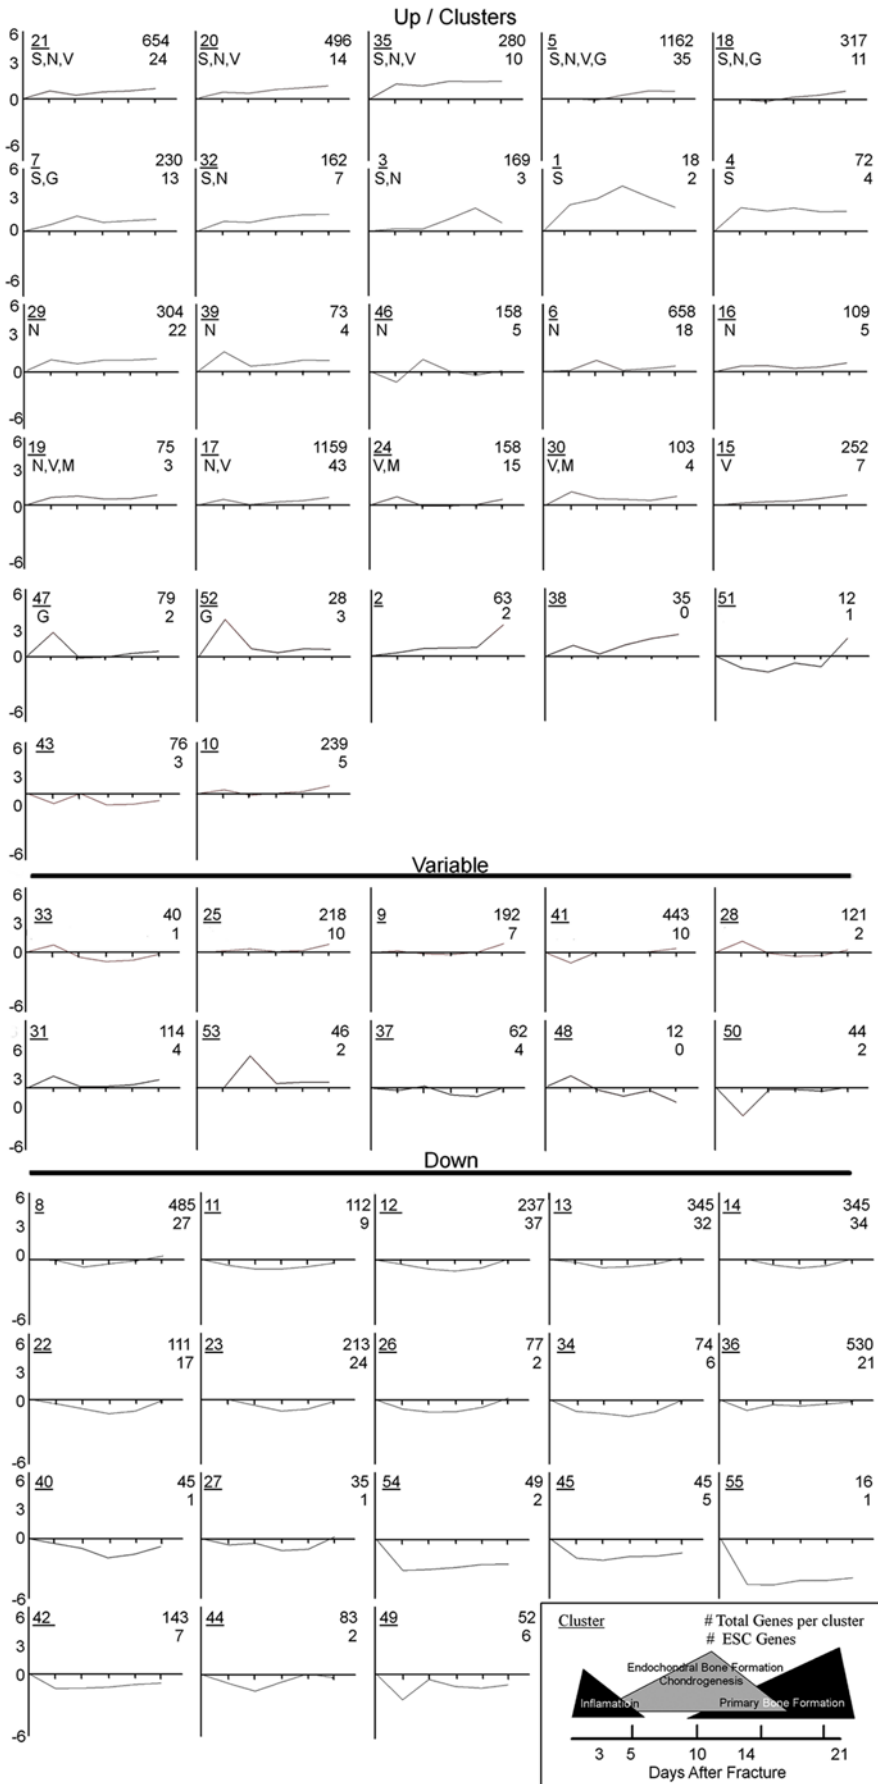 Up / Clusters
6 21 654 20 496 35 280 5 1162 18 317
3 S,N,V 24 S,N,V 14 S,N,V 10 S,N,V,G 35 S,N,G 11
0
-6
7 230 32 162 3 169 1 18 4 72
6 S,G 13 S,N 7 S,N 3 S 2 S 4
3
0
-6
6 29 304 39 73 46 158 6 658 16 109
3 N 22 N 4 N 5 N 18 N 5
0
-6
6 19 75 17 1159 24 158 30 103 15 252
3 N,V,M 3 N,V 43 V,M 15 V,M 4 V 7
0
-6
6 47 79 52 28 2 63 38 35 51 12
G 2 G 3 2 0 1
3
0
-6
6 43 76 10 239
3 3 5
0
-6
Variable
6
33 40 25 218 9 192 41 443 28 121
3 1 10 7 10 2
0
-6
31 114 53 46 37 62 48 12 50 44
6 4 2 4 0 2
3
0
-6
Down
6 8 485 11 112 12 237 13 345 14 345
3 27 9 37 32 34
0
-6
6 22 111 23 213 26 77 34 74 36 530
3 17 24 2 6 21
0
-6
6 40 45 27 35 54 49 45 45 55 16
3 1 1 2 5 1
0
-6
6 42 143 44 83 49 52
3 7 2 6
0
-6
Cluster # Total Genes per cluster
# ESC Genes
Endochondral Bone Formation
Chondrogenesis
Inflamaticin Primary Bone Formation
3 5 10 14 21
Days After Fracture